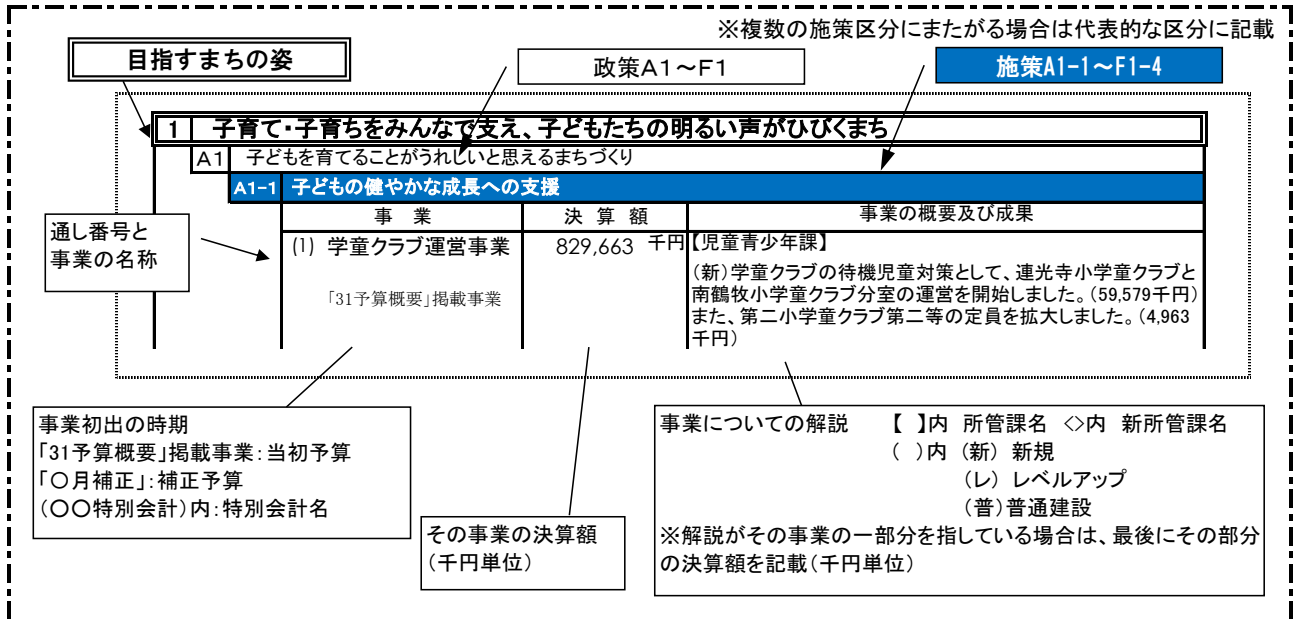 ※複数の施策区分にまたがる場合は代表的な区分に記載
目指すまちの姿
政策A1～F1
施策A1-1～F1-4
1 子育て・子育ちをみんなで支え、子どもたちの明るい声がひびくまち
A1 子どもを育てることがうれしいと思えるまちづくり
A1-1 子どもの健やかな成長への支援
事 業 決 算 額 事業の概要及び成果
通し番号と
事業の名称
(1) 学童クラブ運営事業 829,663 千円 【児童青少年課】
(新)学童クラブの待機児童対策として、連光寺小学童クラブと
南鶴牧小学童クラブ分室の運営を開始しました。(59,579千円)
「31予算概要」掲載事業
また、第二小学童クラブ第二等の定員を拡大しました。(4,963
千円)
事業初出の時期
「31予算概要」掲載事業:当初予算
「〇月補正」:補正予算
(〇〇特別会計)内:特別会計名
その事業の決算額
(千円単位)
事業についての解説 【 】内 所管課名 <>内 新所管課名
( )内 (新) 新規
(レ) レベルアップ
(普)普通建設
※解説がその事業の一部分を指している場合は、最後にその部分
の決算額を記載(千円単位)